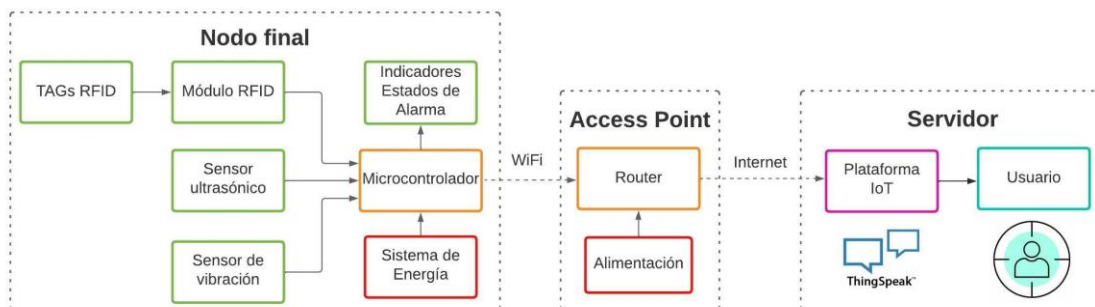 Nodo final
TAGs RFID
Módulo RFID
Indicadores
Estados de
Alarma
Sensor
ultrasónico
Microcontrolador
Sensor de
vibración
Sistema de
Energía
WiFi
Access Point
Router
Alimentación
Internet
Servidor
Plataforma
IoT
Usuario
ThingSpeak™